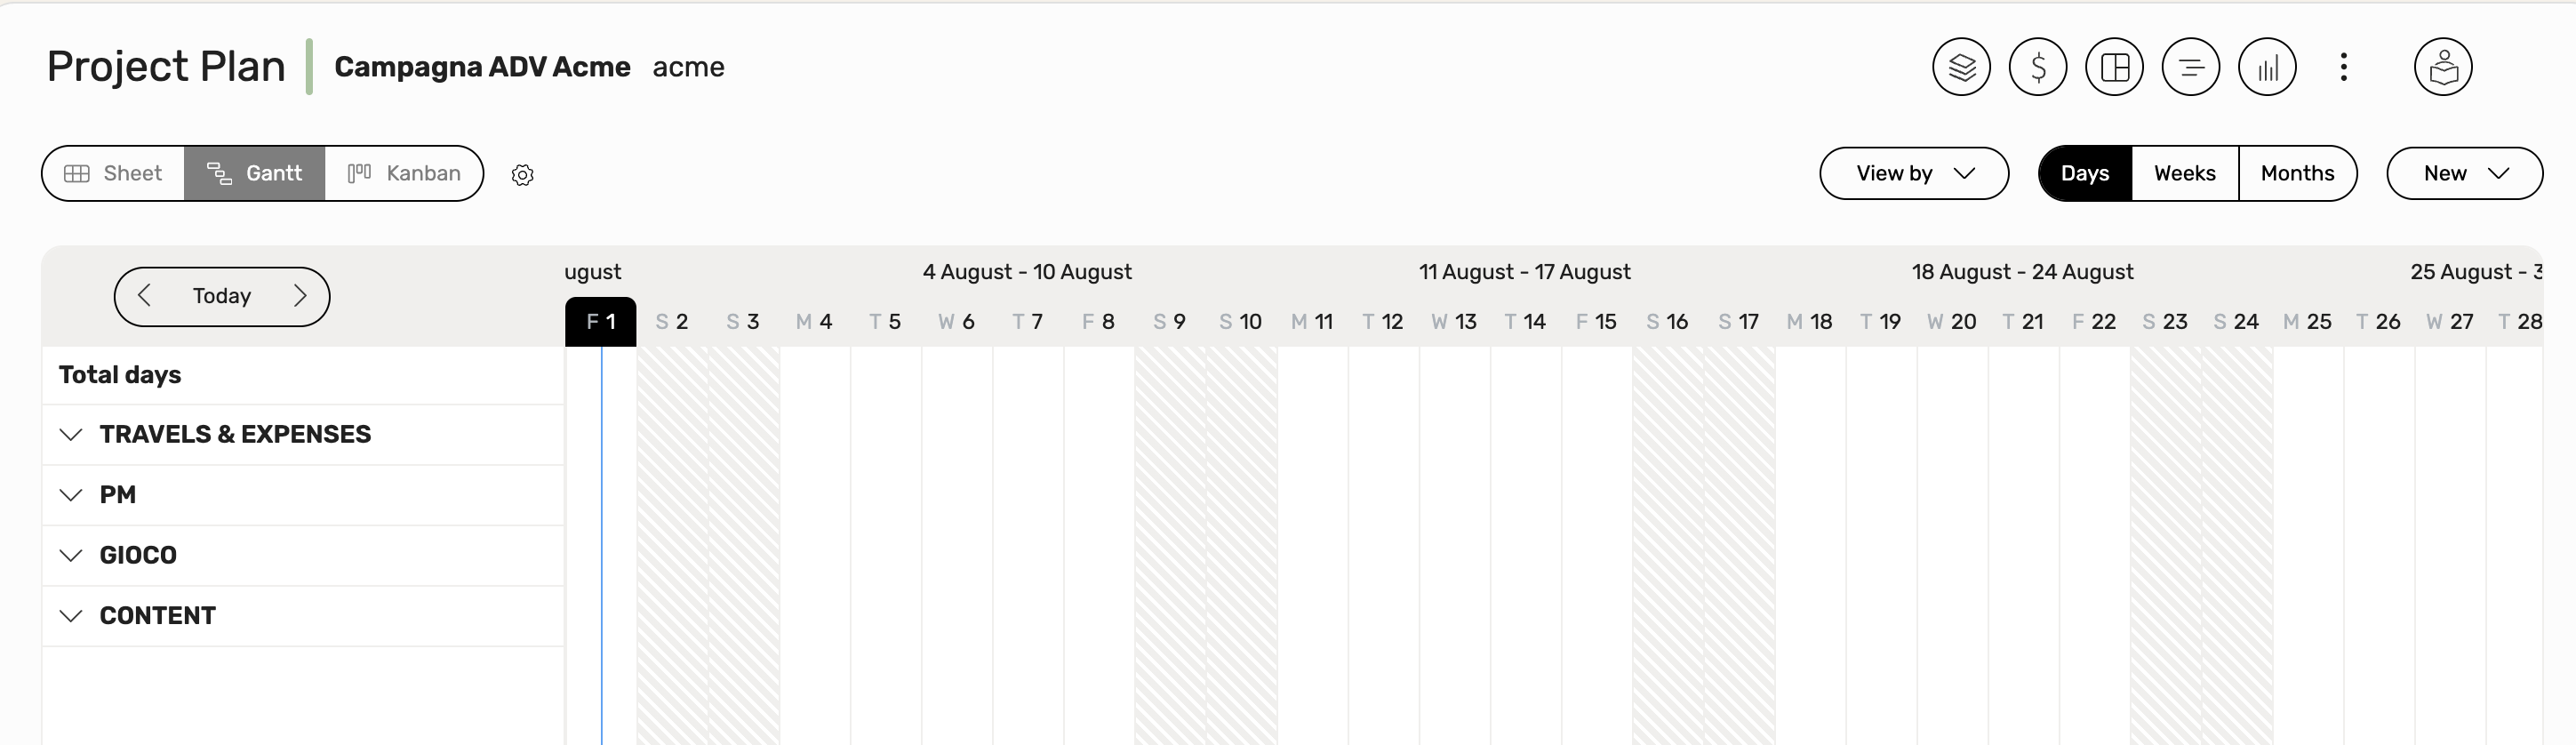 Project Plan Campagna ADV Acme acme
Sheet Gantt Kanban View by Days Weeks Months New
Today
ugust 4 August - 10 August 11 August - 17 August 18 August - 24 August 25 August - 3
F 1 S 2 S 3 M 4 T 5 W 6 T 7 F 8 S 9 S 10 M 11 T 12 W 13 T 14 F 15 S 16 S 17 M 18 T 19 W 20 T 21 F 22 S 23 S 24 M 25 T 26 W 27 T 28
Total days
TRAVELS & EXPENSES
PM
GIOCO
CONTENT